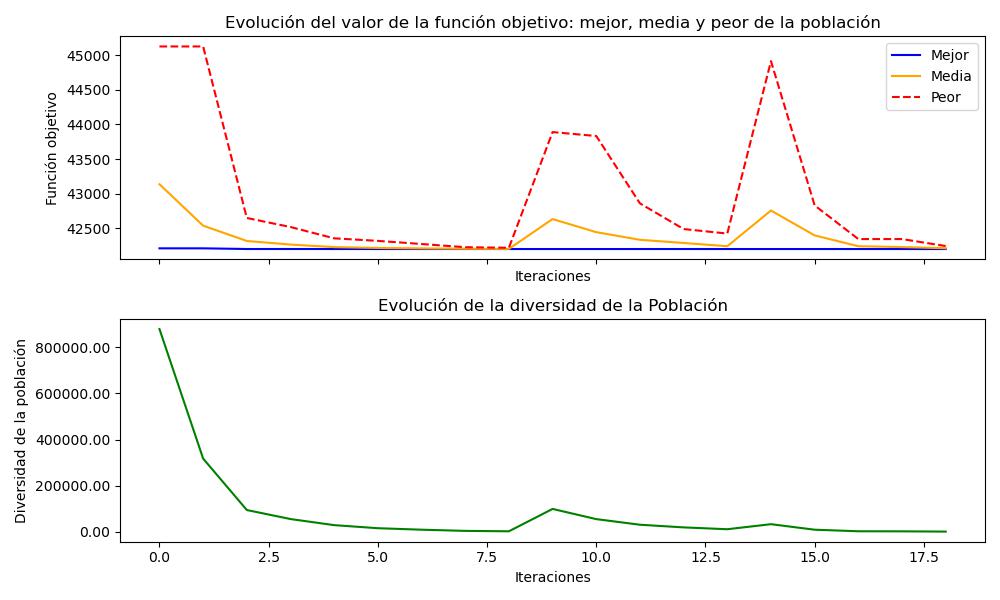 Evolución del valor de la función objetivo: mejor, media y peor de la población
45000
44500
44000
43500
43000
42500
Función objetivo
Mejor
Media
Peor
Iteraciones
Evolución de la diversidad de la Población
800000.00
600000.00
400000.00
200000.00
0.00
Diversidad de la población
0.0 2.5 5.0 7.5 10.0 12.5 15.0 17.5
Iteraciones